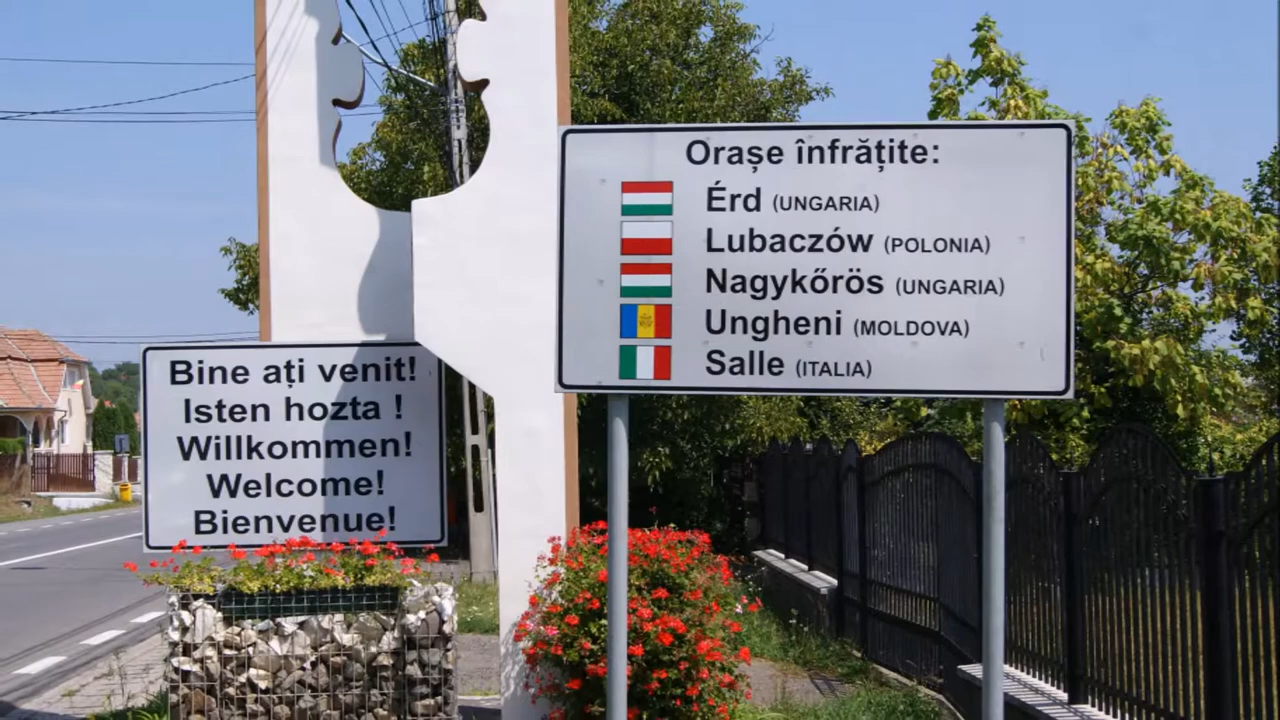 Orașe înfrățite:
Érd (UNGARIA)
Lubaczów (POLONIA)
Nagykőrös (UNGARIA)
Ungheni (MOLDOVA)
Salle (ITALIA)
Bine ați venit!
Isten hozta !
Willkommen!
Welcome!
Bienvenue!